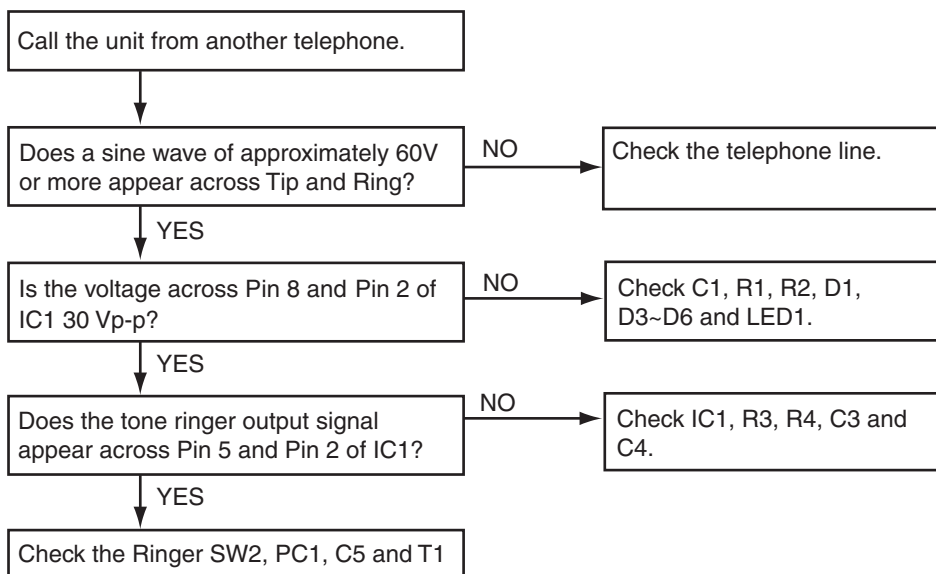 Call the unit from another telephone.
Does a sine wave of approximately 60V
or more appear across Tip and Ring?
NO
Check the telephone line.
YES
Is the voltage across Pin 8 and Pin 2 of
IC1 30 Vp-p?
NO
Check C1, R1, R2, D1,
D3~D6 and LED1.
YES
Does the tone ringer output signal
appear across Pin 5 and Pin 2 of IC1?
NO
Check IC1, R3, R4, C3 and
C4.
YES
Check the Ringer SW2, PC1, C5 and T1